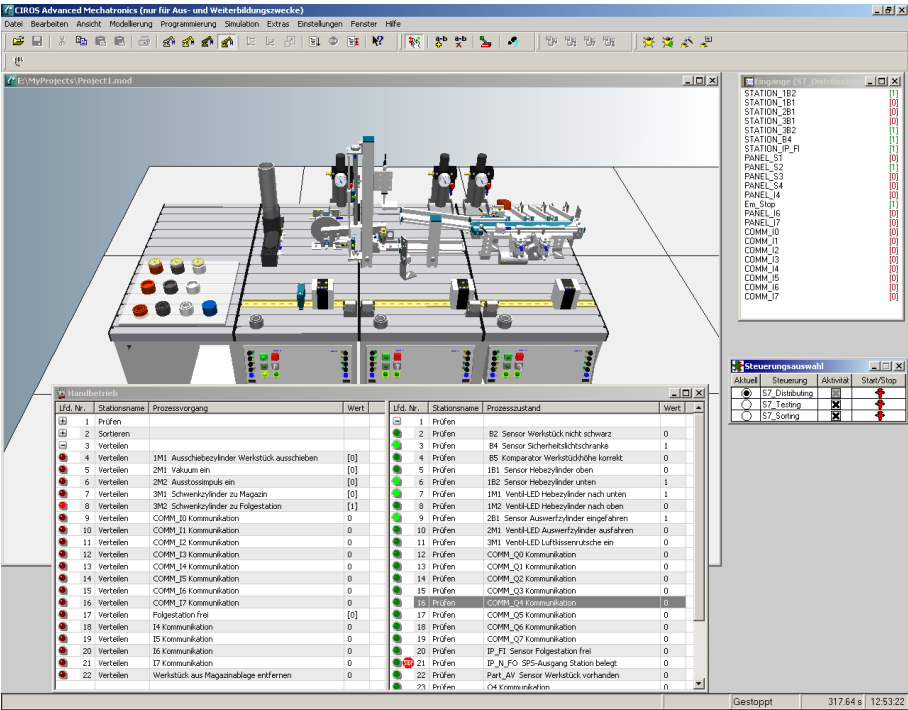 CIROS Advanced Mechatronics (nur für Aus- und Weiterbildungszwecke)
Datei Bearbeiten Ansicht Modellierung Programmierung Simulation Extras Einstellungen Fenster Hilfe
E:\MyProjects\Project1.mod
Eingänge (S7_Distributing)
STATION_1B2 [1]
STATION_1B1 [0]
STATION_2B1 [0]
STATION_3B1 [0]
STATION_3B2 [1]
STATION_B4 [1]
STATION_IP_FI [1]
PANEL_S1 [0]
PANEL_S2 [1]
PANEL_S3 [0]
PANEL_S4 [0]
PANEL_I4 [0]
Em_Stop [1]
PANEL_I6 [0]
PANEL_I7 [0]
COMM_I0 [0]
COMM_I1 [0]
COMM_I2 [0]
COMM_I3 [0]
COMM_I4 [0]
COMM_I5 [0]
COMM_I6 [0]
COMM_I7 [0]
Steuerungsauswahl
Aktuell Steuerung Aktivität Start/Stop
S7_Distributing
S7_Testing
S7_Sorting
Handbetrieb
Lfd. Nr. Stationsname Prozessvorgang Wert
1 Prüfen
2 Sortieren
3 Verteilen
4 Verteilen 1M1 Ausschiebezylinder Werkstück ausschieben [0]
5 Verteilen 2M1 Vakuum ein [0]
6 Verteilen 2M2 Ausstossimpuls ein [0]
7 Verteilen 3M1 Schwenkzylinder zu Magazin [0]
8 Verteilen 3M2 Schwenkzylinder zu Folgestation [1]
9 Verteilen COMM_I0 Kommunikation 0
10 Verteilen COMM_I1 Kommunikation 0
11 Verteilen COMM_I2 Kommunikation 0
12 Verteilen COMM_I3 Kommunikation 0
13 Verteilen COMM_I4 Kommunikation 0
14 Verteilen COMM_I5 Kommunikation 0
15 Verteilen COMM_I6 Kommunikation 0
16 Verteilen COMM_I7 Kommunikation 0
17 Verteilen Folgestation frei [0]
18 Verteilen I4 Kommunikation 0
19 Verteilen I5 Kommunikation 0
20 Verteilen I6 Kommunikation 0
21 Verteilen I7 Kommunikation 0
22 Verteilen Werkstück aus Magazinablage entfernen 0
Lfd. Nr. Stationsname Prozesszustand Wert
1 Prüfen
2 Prüfen B2 Sensor Werkstück nicht schwarz 0
3 Prüfen B4 Sensor Sicherheitslichtschranke 1
4 Prüfen B5 Komparator Werkstückhöhe korrekt 0
5 Prüfen 1B1 Sensor Hebezylinder oben 0
6 Prüfen 1B2 Sensor Hebezylinder unten 1
7 Prüfen 1M1 Ventil-LED Hebezylinder nach unten 1
8 Prüfen 1M2 Ventil-LED Hebezylinder nach oben 0
9 Prüfen 2B1 Sensor Auswerfzylinder eingefahren 1
10 Prüfen 2M1 Ventil-LED Auswerfzylinder ausfahren 0
11 Prüfen 3M1 Ventil-LED Luftkissenrutsche ein 0
12 Prüfen COMM_Q0 Kommunikation 0
13 Prüfen COMM_Q1 Kommunikation 0
14 Prüfen COMM_Q2 Kommunikation 0
15 Prüfen COMM_Q3 Kommunikation 0
16 Prüfen COMM_Q4 Kommunikation 0
17 Prüfen COMM_Q5 Kommunikation 0
18 Prüfen COMM_Q6 Kommunikation 0
19 Prüfen COMM_Q7 Kommunikation 0
20 Prüfen IP_FI Sensor Folgestation frei 0
21 Prüfen IP_N_FO SPS-Ausgang Station belegt 0
22 Prüfen Part_AV Sensor Werkstück vorhanden 0
23 Prüfen Q4 Kommunikation 0
Gestoppt 317.64 s 12:53:22